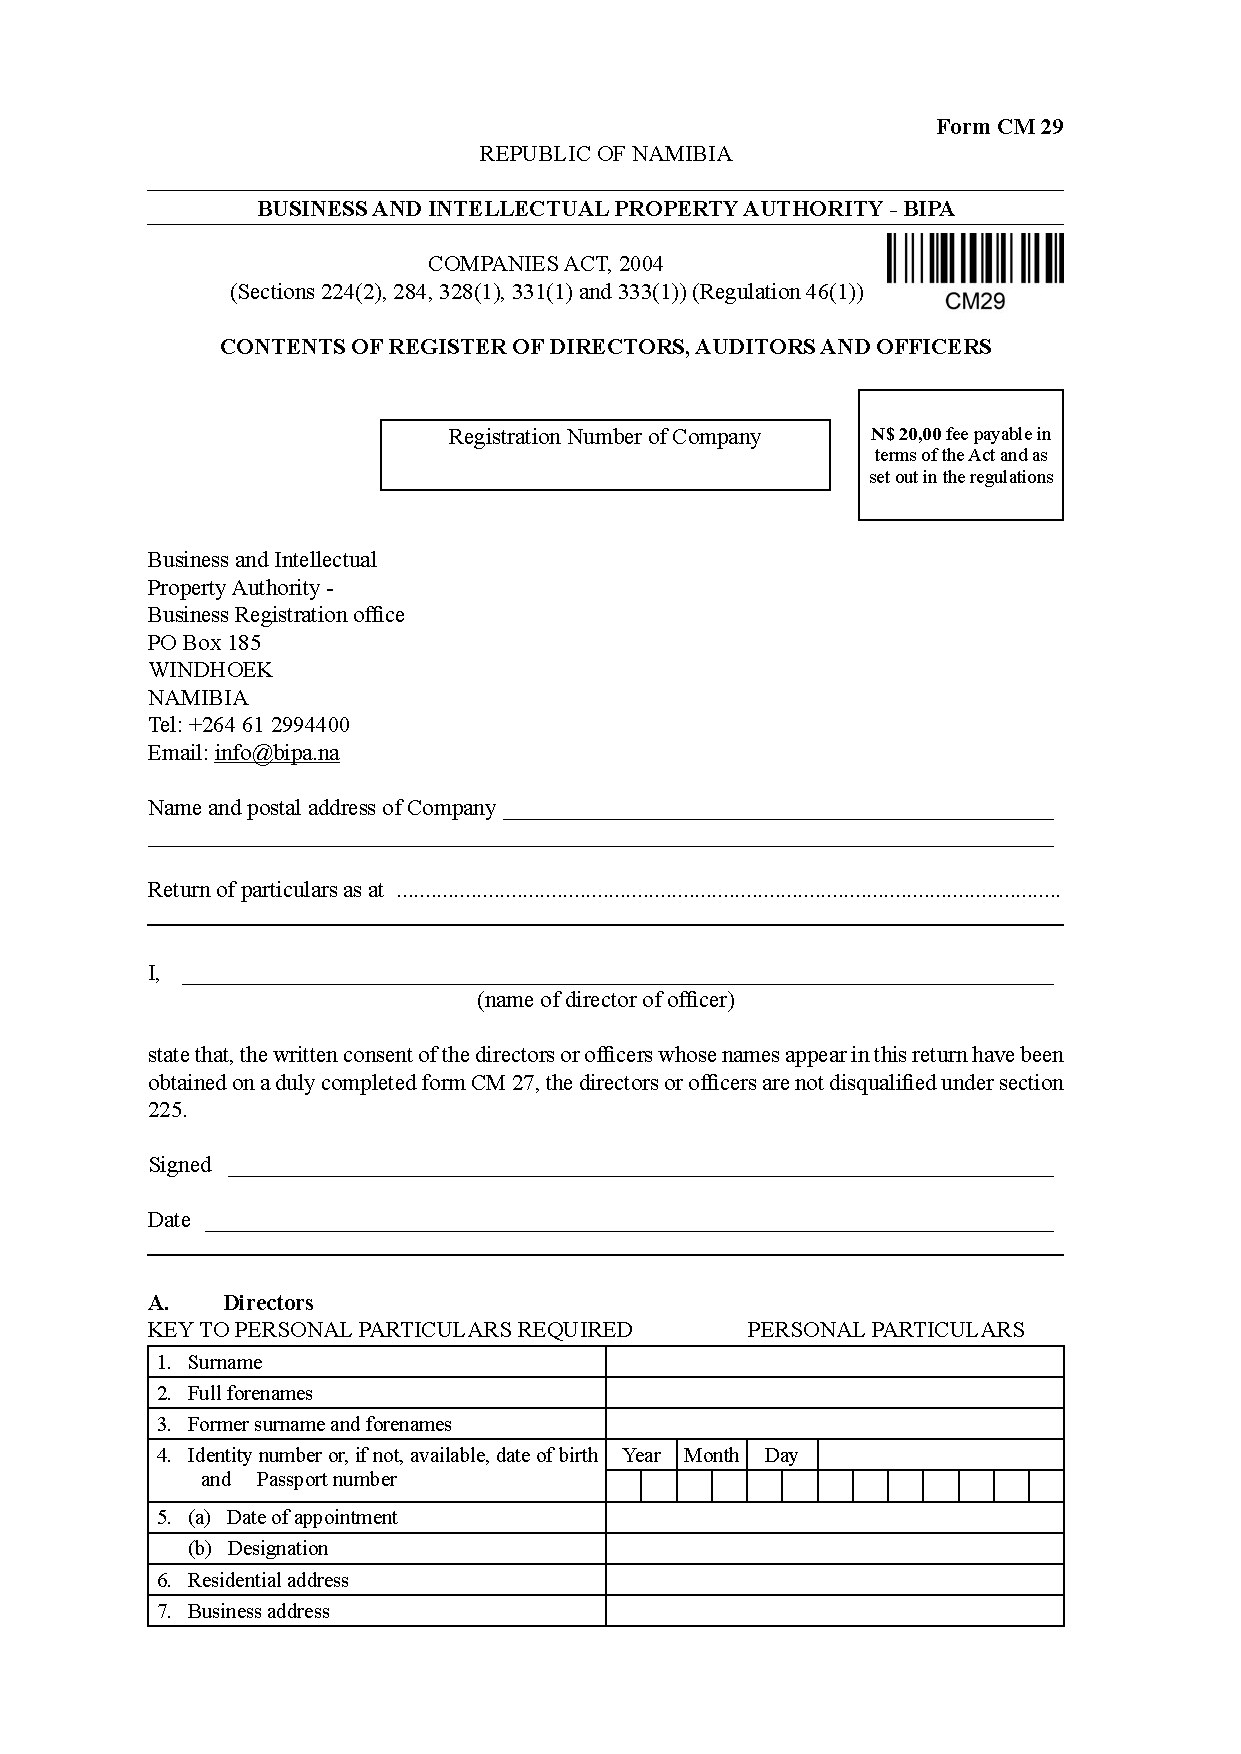 Form CM 29
REPUBLIC OF NAMIBIA
BUSINESS AND INTELLECTUAL PROPERTY AUTHORITY - BIPA
COMPANIES ACT, 2004
(Sections 224(2), 284, 328(1), 331(1) and 333(1)) (Regulation 46(1))
CM29
CONTENTS OF REGISTER OF DIRECTORS, AUDITORS AND OFFICERS
Registration Number of Company
N$ 20,00 fee payable in
terms of the Act and as
set out in the regulations
Business and Intellectual
Property Authority -
Business Registration office
PO Box 185
WINDHOEK
NAMIBIA
Tel: +264 61 2994400
Email: info@bipa.na
Name and postal address of Company
Return of particulars as at
I,
(name of director of officer)
state that, the written consent of the directors or officers whose names appear in this return have been
obtained on a duly completed form CM 27, the directors or officers are not disqualified under section
225.
Signed
Date
A. Directors
KEY TO PERSONAL PARTICULARS REQUIRED PERSONAL PARTICULARS
1. Surname
2. Full forenames
3. Former surname and forenames
4. Identity number or, if not, available, date of birth Year Month Day
and Passport number
5. (a) Date of appointment
(b) Designation
6. Residential address
7. Business address